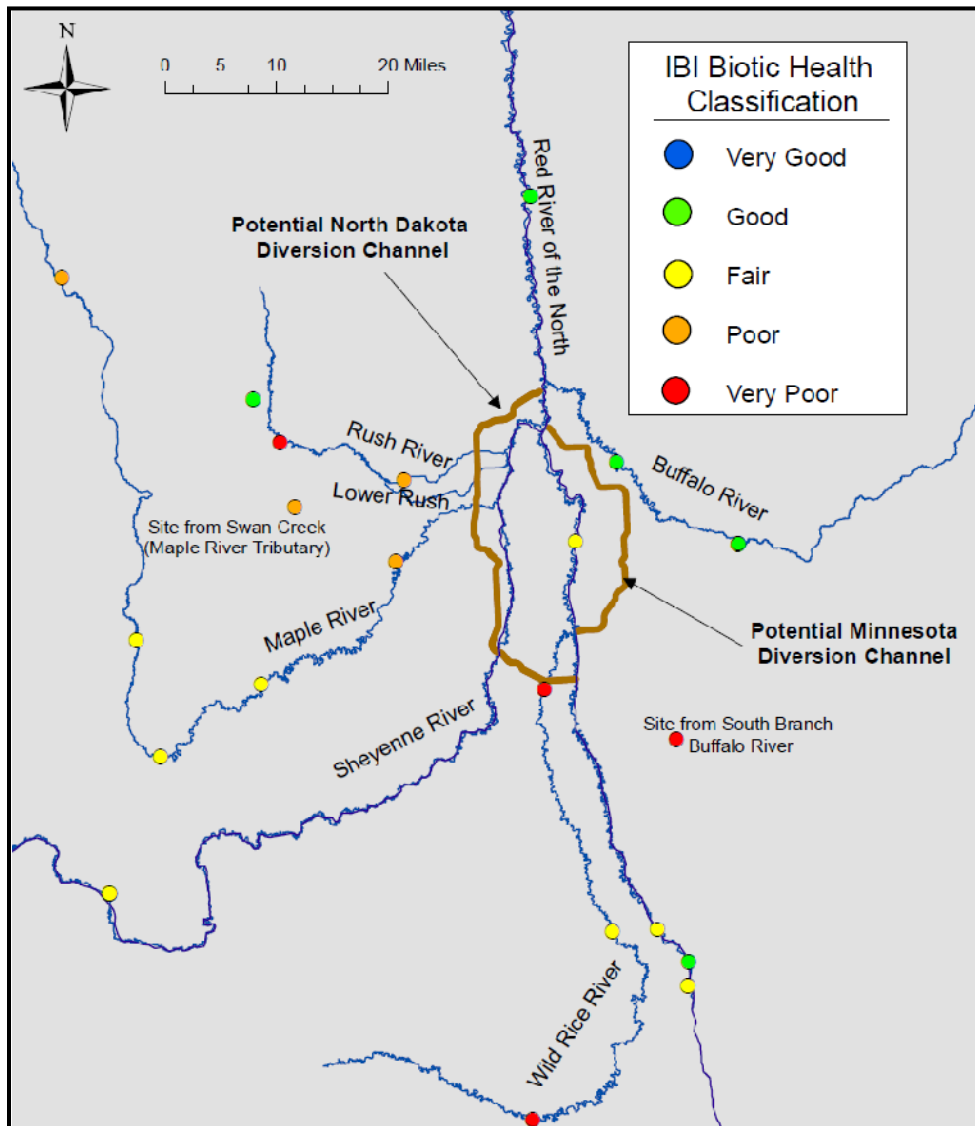 N
0 5 10 20 Miles
IBI Biotic Health
Classification
Very Good
Good
Fair
Poor
Very Poor
Red River of the North
Potential North Dakota
Diversion Channel
Rush River
Lower Rush
Buffalo River
Site from Swan Creek
(Maple River Tributary)
Maple River
Potential Minnesota
Diversion Channel
Sheyenne River
Site from South Branch
Buffalo River
Wild Rice River